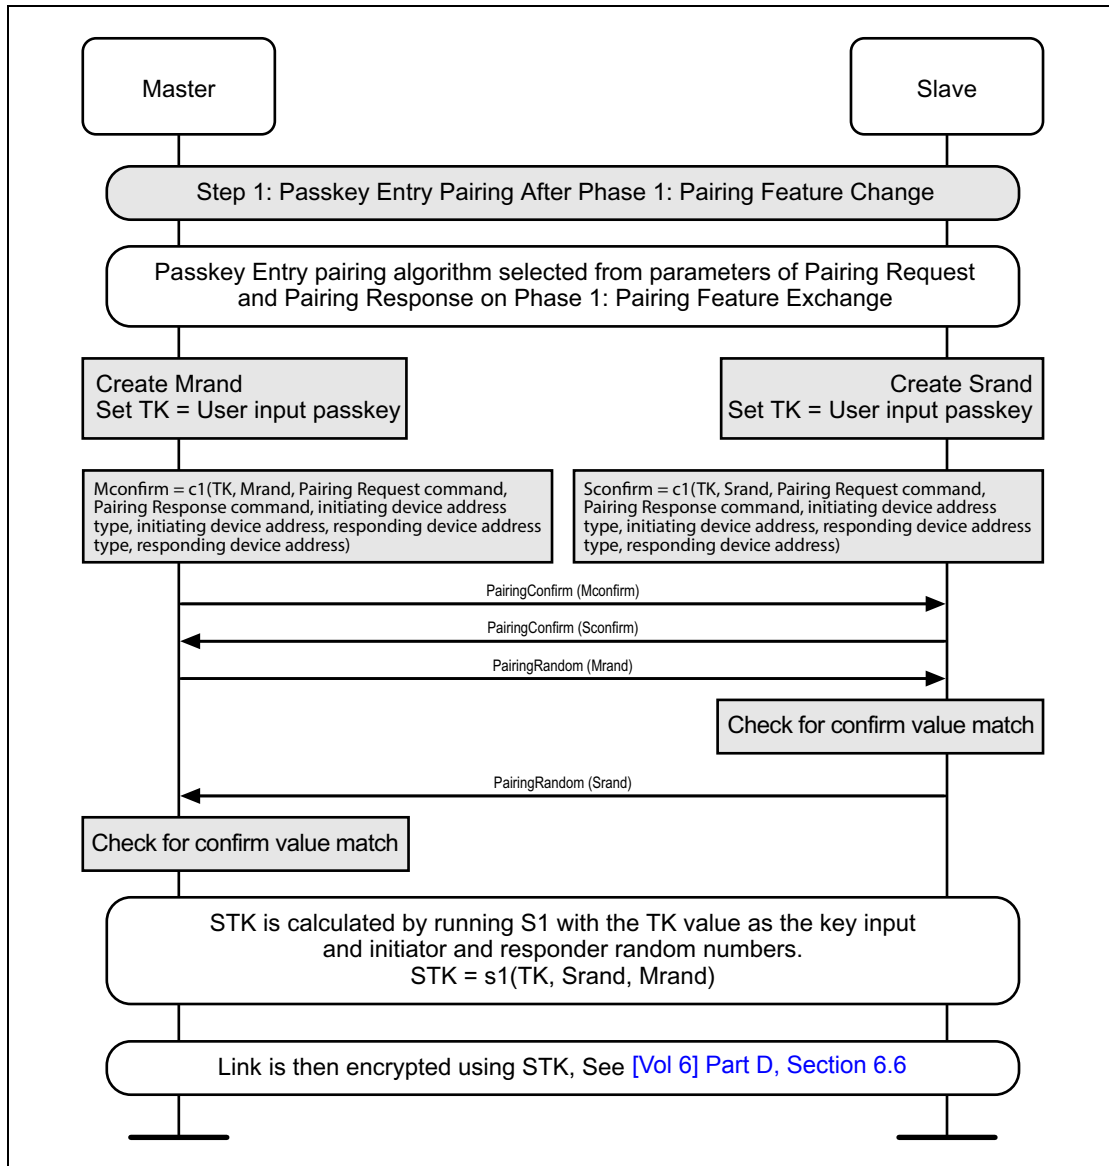 Master
Slave
Step 1: Passkey Entry Pairing After Phase 1: Pairing Feature Change
Passkey Entry pairing algorithm selected from parameters of Pairing Request
and Pairing Response on Phase 1: Pairing Feature Exchange
Create Mrand
Set TK = User input passkey
Create Srand
Set TK = User input passkey
Mconfirm = c1(TK, Mrand, Pairing Request command,
Pairing Response command, initiating device address
type, initiating device address, responding device address
type, responding device address)
Sconfirm = c1(TK, Srand, Pairing Request command,
Pairing Response command, initiating device address
type, initiating device address, responding device address
type, responding device address)
PairingConfirm (Mconfirm)
PairingConfirm (Sconfirm)
PairingRandom (Mrand)
Check for confirm value match
PairingRandom (Srand)
Check for confirm value match
STK is calculated by running S1 with the TK value as the key input
and initiator and responder random numbers.
STK = s1(TK, Srand, Mrand)
Link is then encrypted using STK, See [Vol 6] Part D, Section 6.6